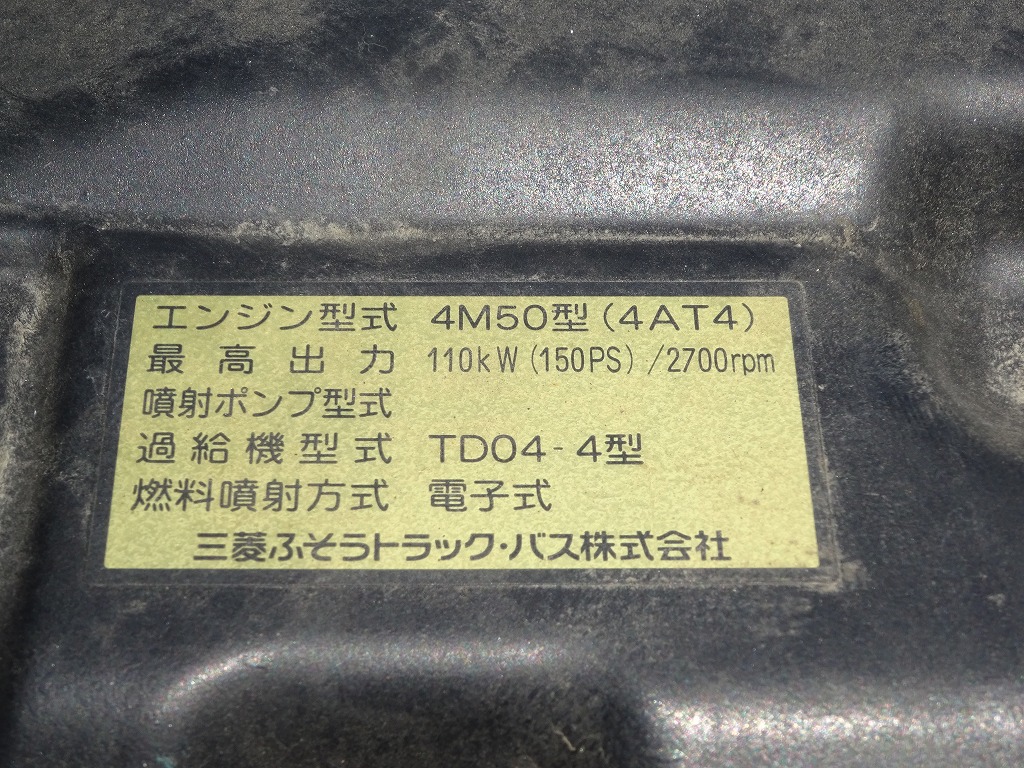 エンジン型式 4M50型(4AT4)
最高出力 110kW(150PS)/2700rpm
噴射ポンプ型式
過給機型式 TD04-4型
燃料噴射方式 電子式
三菱ふそうトラック・バス株式会社